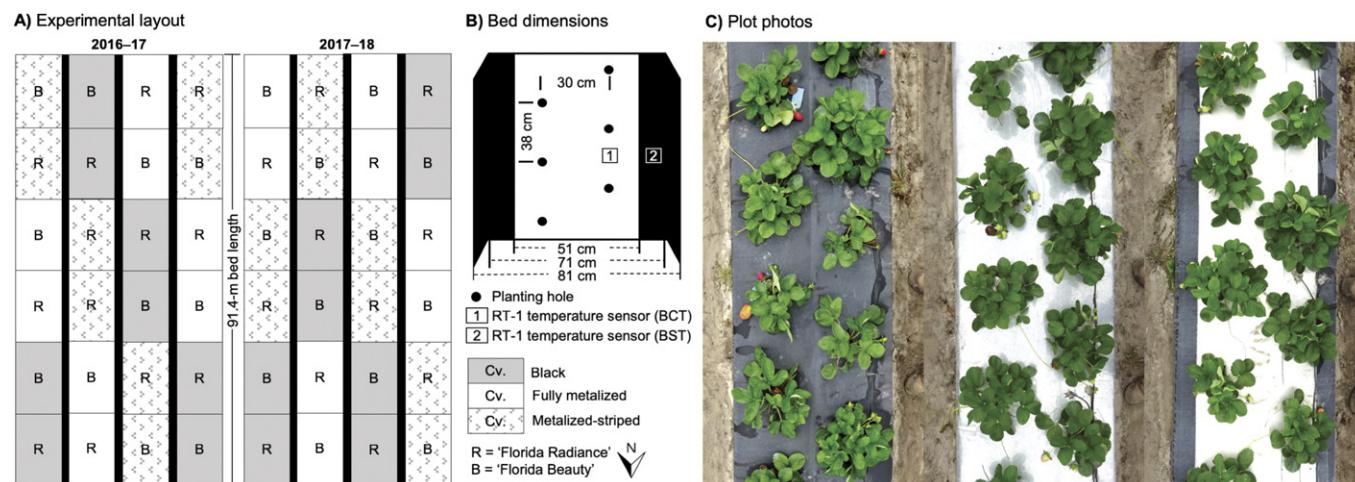 A) Experimental layout
2016–17
2017–18
B B R R
B R B R
R R B B
R B R B
B R R R
B R B R
R R B B
R B R B
B B R R
B R B R
R R B B
R B R B
91.4-m bed length
B) Bed dimensions
30 cm
38 cm
1
2
51 cm
71 cm
81 cm
Planting hole
1 RT-1 temperature sensor (BCT)
2 RT-1 temperature sensor (BST)
Cv. Black
Cv. Fully metalized
Cv. Metalized-striped
R = ‘Florida Radiance’
B = ‘Florida Beauty’
N
C) Plot photos